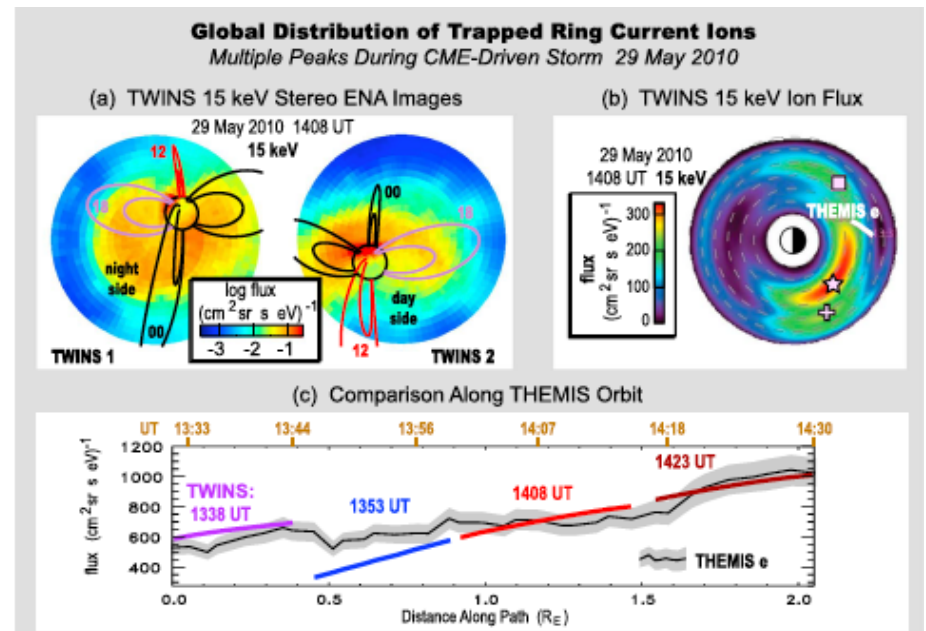 Global Distribution of Trapped Ring Current Ions
Multiple Peaks During CME-Driven Storm 29 May 2010
(a) TWINS 15 keV Stereo ENA Images
29 May 2010 1408 UT
15 keV
12
18
night
side
00
TWINS 1
00
18
day
side
12
TWINS 2
log flux
(cm² sr s eV)⁻¹
-3 -2 -1
(b) TWINS 15 keV Ion Flux
29 May 2010
1408 UT 15 keV
THEMIS e
flux
(cm² sr s eV)⁻¹
300
200
100
0
(c) Comparison Along THEMIS Orbit
UT 13:33 13:44 13:56 14:07 14:18 14:30
flux (cm² sr s eV)⁻¹
1200
1000
800
600
400
TWINS:
1338 UT
1353 UT
1408 UT
1423 UT
THEMIS e
0.0 0.5 1.0 1.5 2.0
Distance Along Path (R_E)